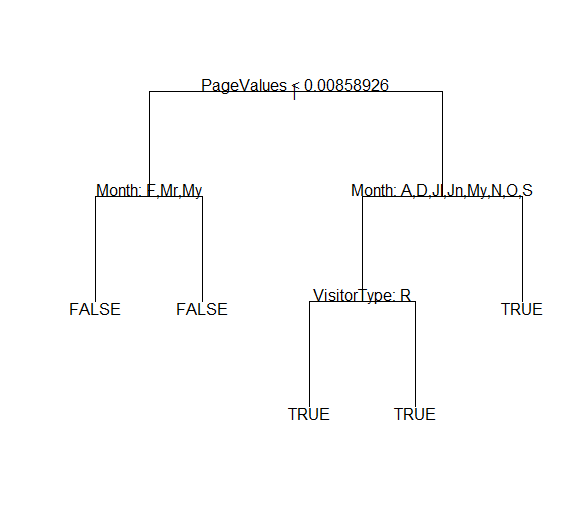 PageValues < 0.00858926
Month: F,Mr,My
Month: A,D,Jl,Jn,My,N,O,S
VisitorType: R
FALSE
FALSE
TRUE
TRUE
TRUE